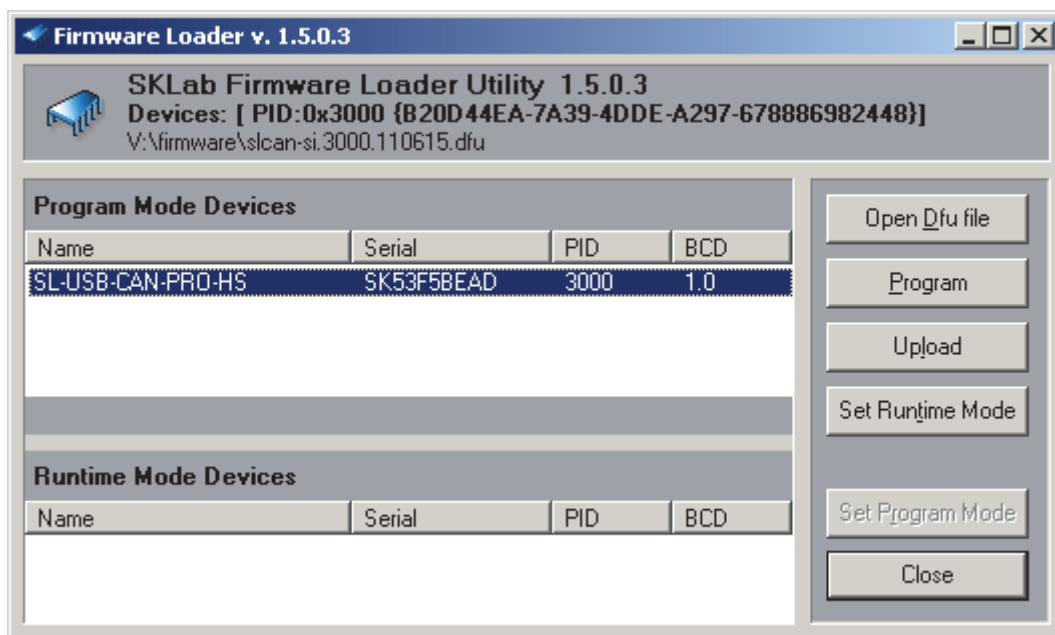 Firmware Loader v. 1.5.0.3
SKLab Firmware Loader Utility 1.5.0.3
Devices: [ PID:0x3000 {B20D44EA-7A39-4DDE-A297-678886982448}]
V:\firmware\slcan-si.3000.110615.dfu
Program Mode Devices
Name Serial PID BCD
SL-USB-CAN-PRO-HS SK53F5BEAD 3000 1.0
Runtime Mode Devices
Name Serial PID BCD
Open Dfu file
Program
Upload
Set Runtime Mode
Set Program Mode
Close